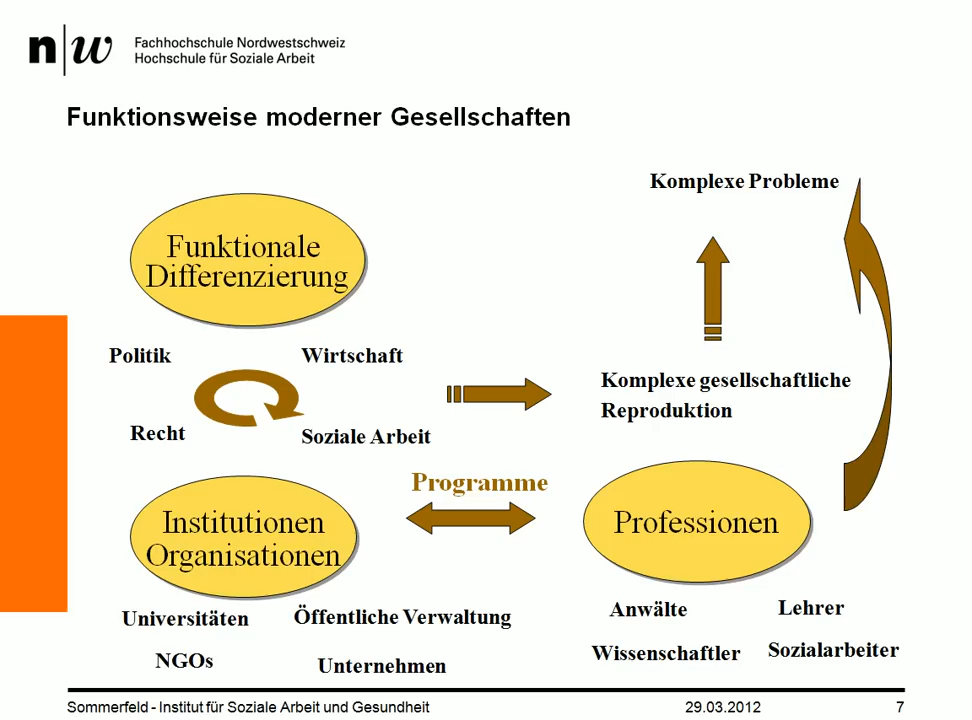 n|w
Fachhochschule Nordwestschweiz
Hochschule für Soziale Arbeit
Funktionsweise moderner Gesellschaften
Komplexe Probleme
Funktionale
Differenzierung
Politik
Wirtschaft
Recht
Soziale Arbeit
Komplexe gesellschaftliche
Reproduktion
Programme
Institutionen
Organisationen
Professionen
Universitäten
Öffentliche Verwaltung
NGOs
Unternehmen
Anwälte
Lehrer
Wissenschaftler
Sozialarbeiter
Sommerfeld - Institut für Soziale Arbeit und Gesundheit
29.03.2012
7